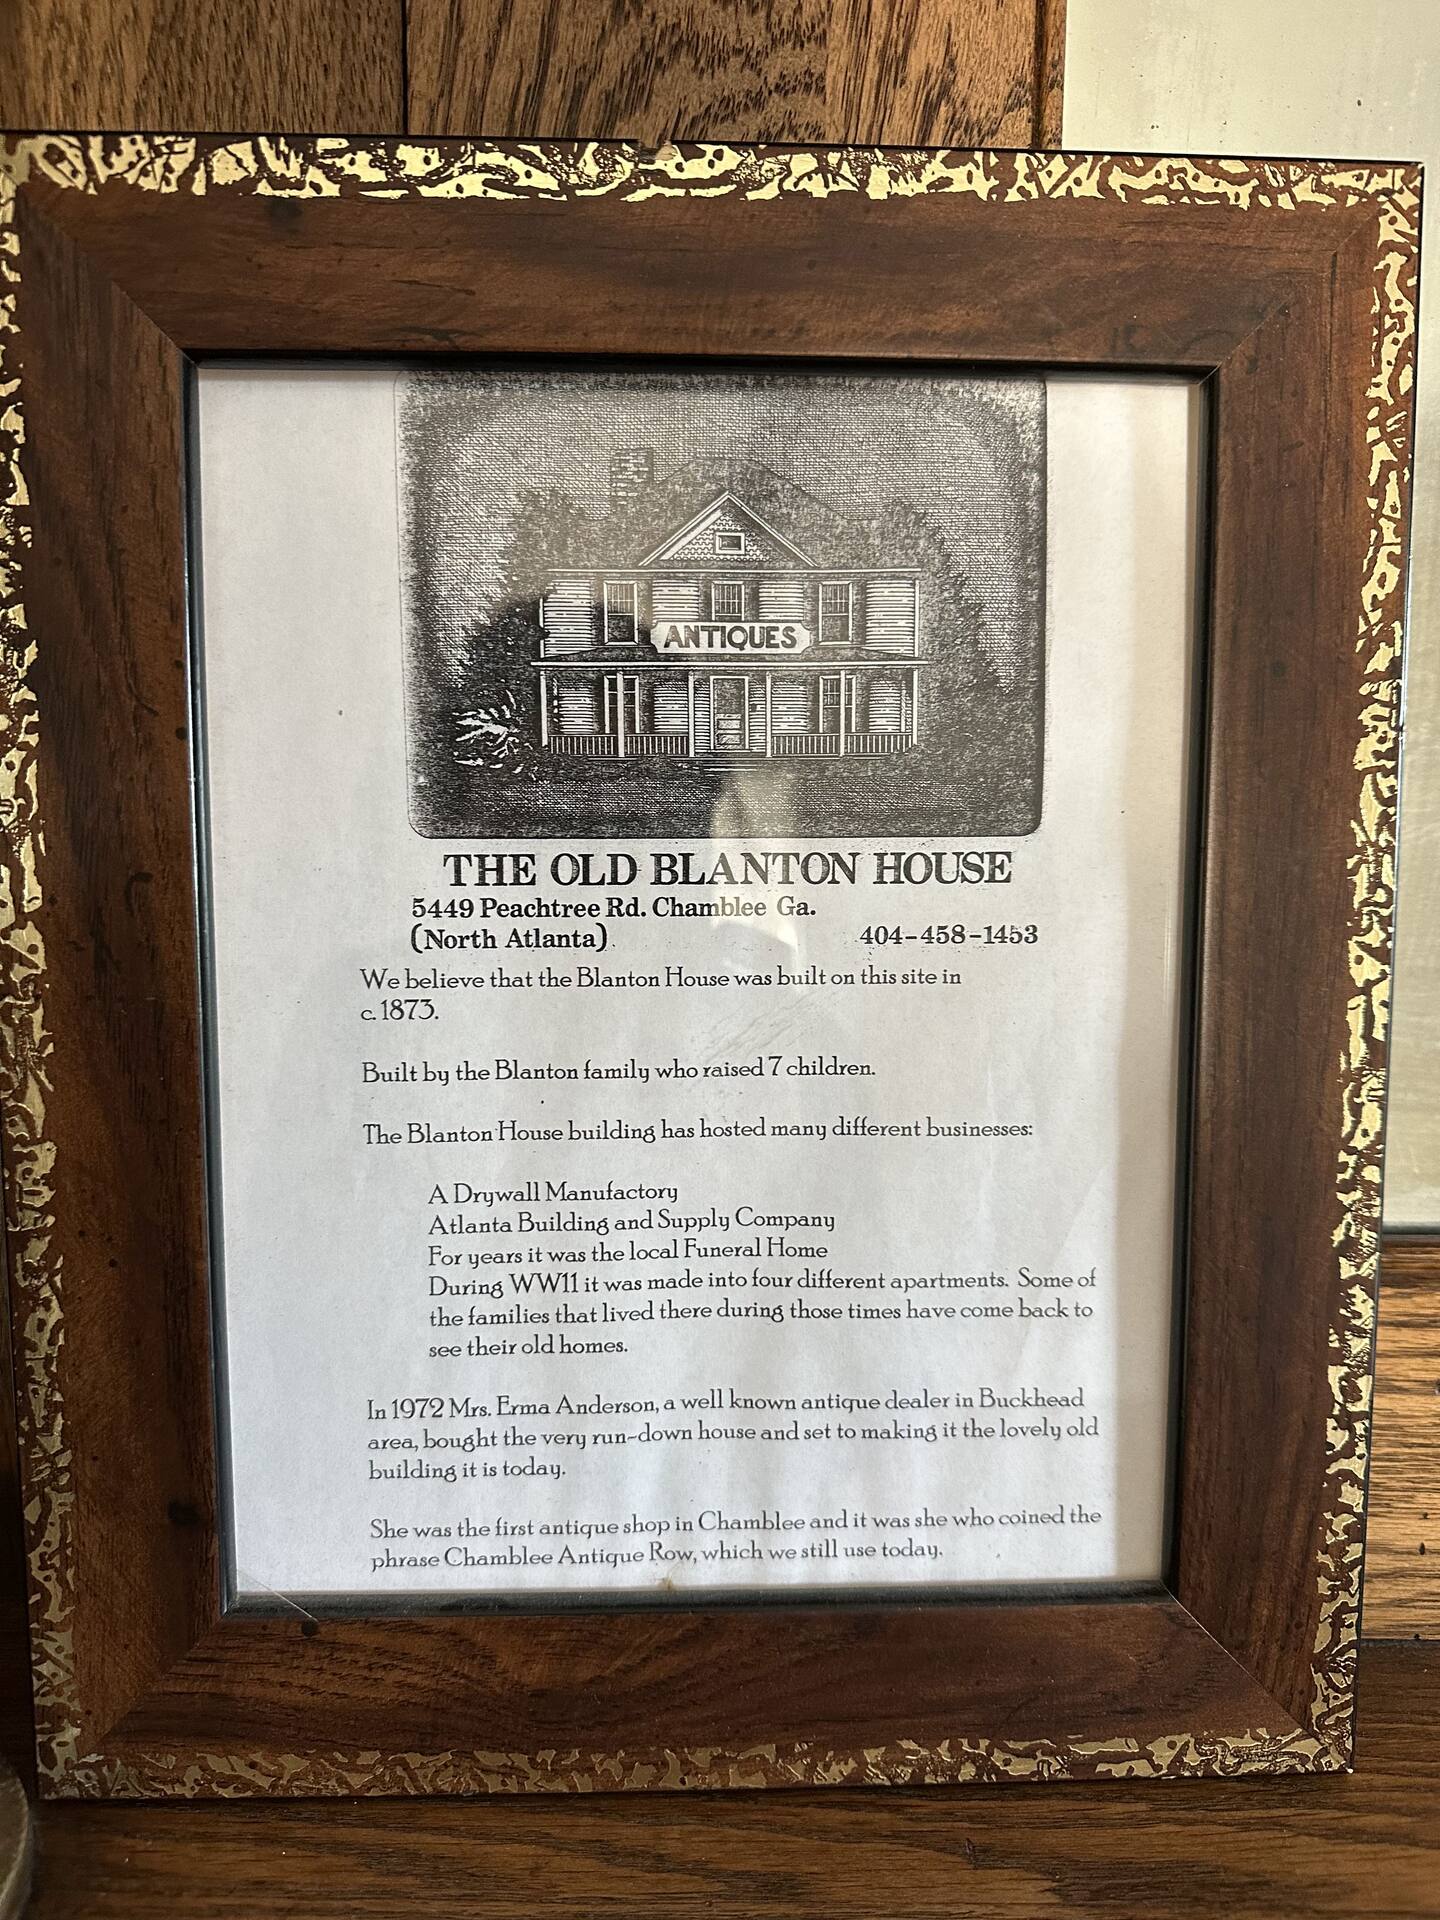 ANTIQUES
THE OLD BLANTON HOUSE
5449 Peachtree Rd. Chamblee Ga.
(North Atlanta) 404-458-1453
We believe that the Blanton House was built on this site in
c. 1873.
Built by the Blanton family who raised 7 children.
The Blanton House building has hosted many different businesses:
A Drywall Manufactory
Atlanta Building and Supply Company
For years it was the local Funeral Home
During WW11 it was made into four different apartments. Some of
the families that lived there during those times have come back to
see their old homes.
In 1972 Mrs. Erma Anderson, a well known antique dealer in Buckhead
area, bought the very run-down house and set to making it the lovely old
building it is today.
She was the first antique shop in Chamblee and it was she who coined the
phrase Chamblee Antique Row, which we still use today.